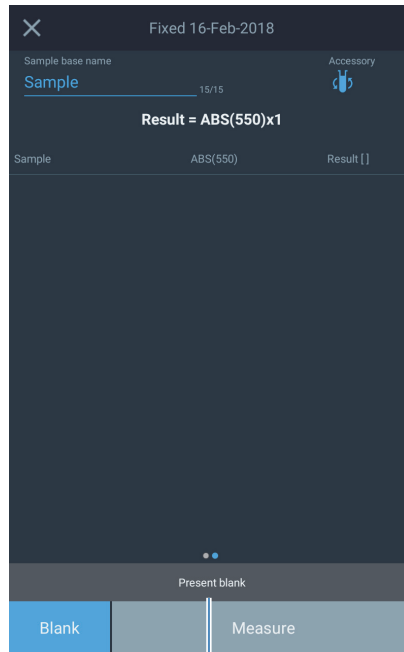 Fixed 16-Feb-2018
Sample base name
Accessory
Sample
15/15
Result = ABS(550)x1
Sample ABS(550) Result [ ]
Present blank
Blank Measure